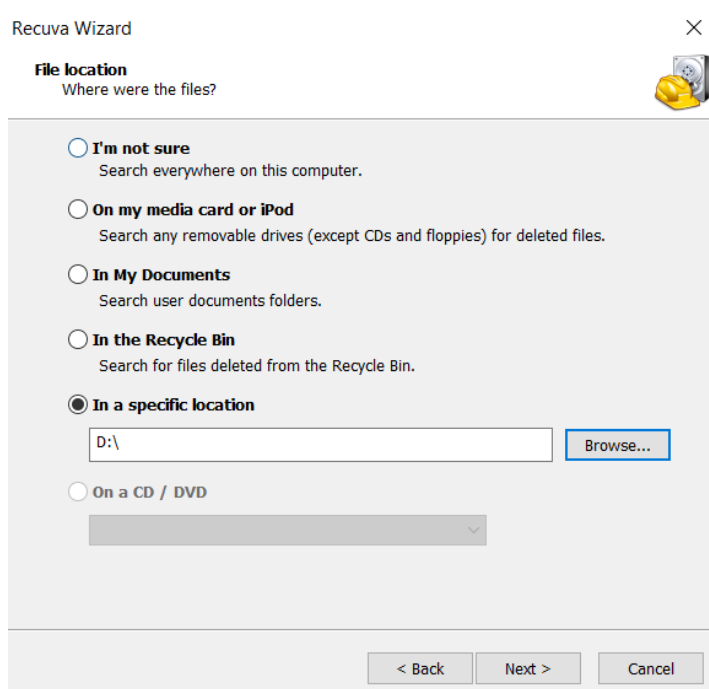 Recuva Wizard
File location
Where were the files?
I'm not sure
Search everywhere on this computer.
On my media card or iPod
Search any removable drives (except CDs and floppies) for deleted files.
In My Documents
Search user documents folders.
In the Recycle Bin
Search for files deleted from the Recycle Bin.
In a specific location
D:\
Browse...
On a CD / DVD
< Back
Next >
Cancel